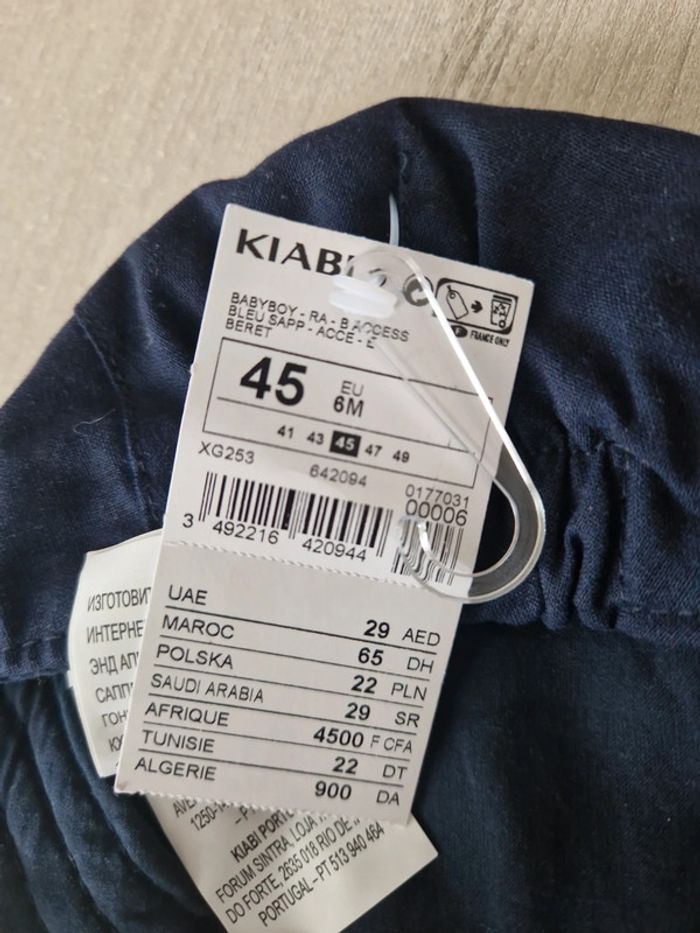 KIABI
FRANCE ONLY
BABYBOY - RA - B ACCESS
BLEU SAPP - ACCE - E
BERET
45 EU
6M
41 43 45 47 49
XG253 642094 0177031
00006
3 492216 420944
UAE 29 AED
MAROC 65 DH
POLSKA 22 PLN
SAUDI ARABIA 29 SR
AFRIQUE 4500 F CFA
TUNISIE 22 DT
ALGERIE 900 DA
KIABI
FORUM SINTRA, LOJA
DO FORTE, 2635 018 RIO DE
PORTUGAL – PT 513 940 464